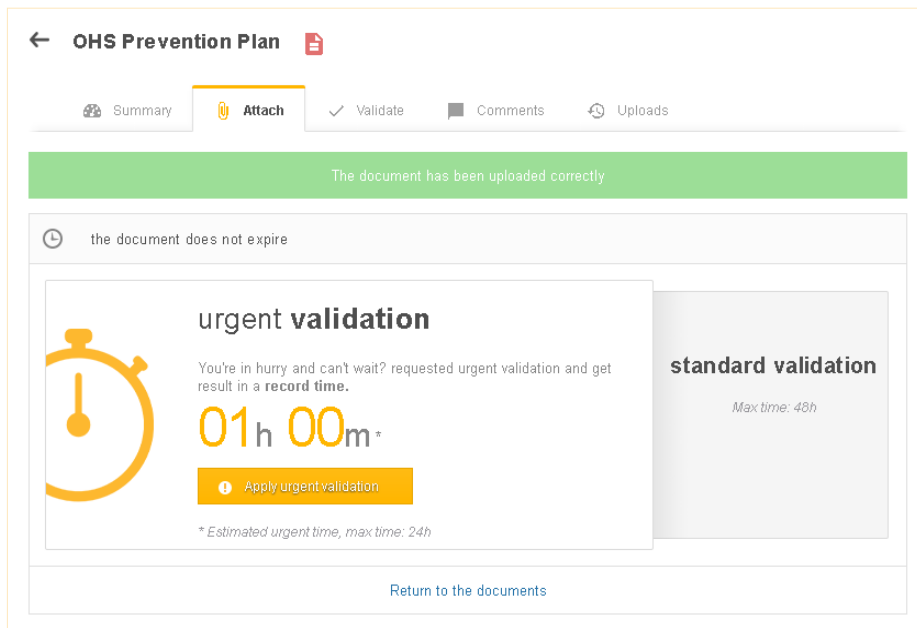 OHS Prevention Plan
Summary
Attach
Validate
Comments
Uploads
The document has been uploaded correctly
the document does not expire
urgent validation
You're in hurry and can't wait? requested urgent validation and get
result in a record time.
01h 00m *
Apply urgent validation
* Estimated urgent time, max time: 24h
standard validation
Max time: 48h
Return to the documents